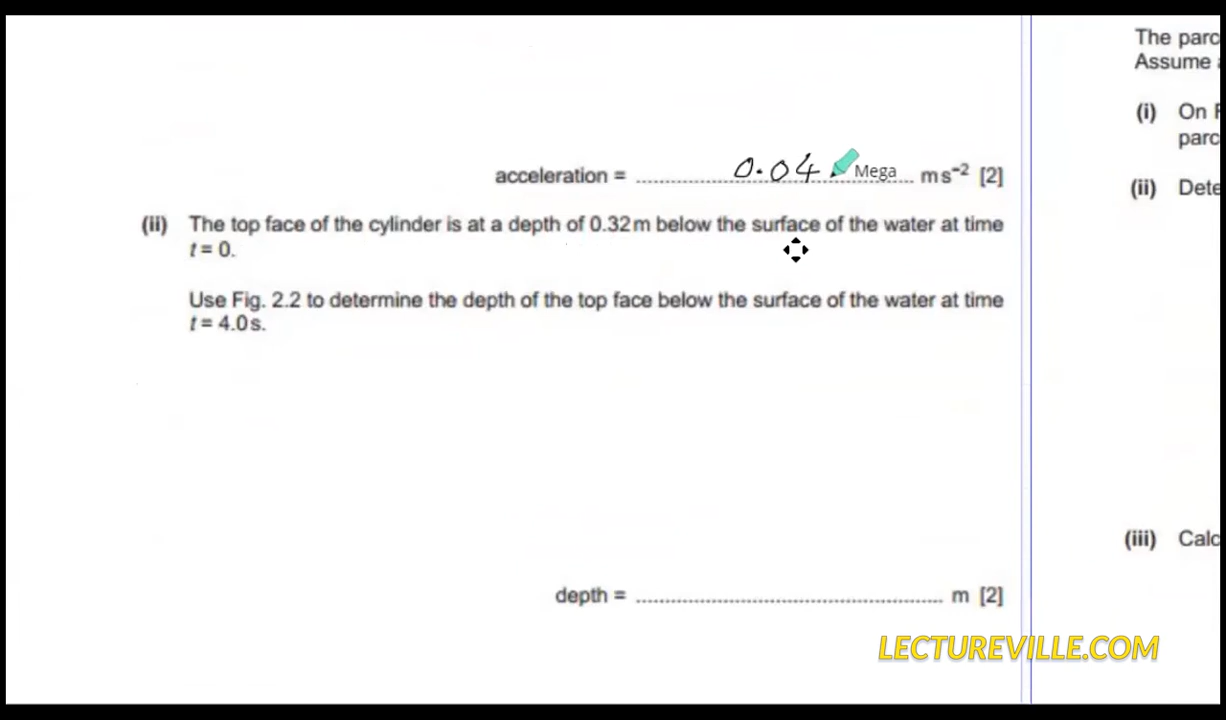 The parc
Assume
(i) On F
parc
acceleration = 0.04 Mega ms⁻² [2]
(ii) Dete
(ii) The top face of the cylinder is at a depth of 0.32m below the surface of the water at time
t = 0.
Use Fig. 2.2 to determine the depth of the top face below the surface of the water at time
t = 4.0s.
(iii) Calc
depth = ........................................................ m [2]
LECTUREVILLE.COM